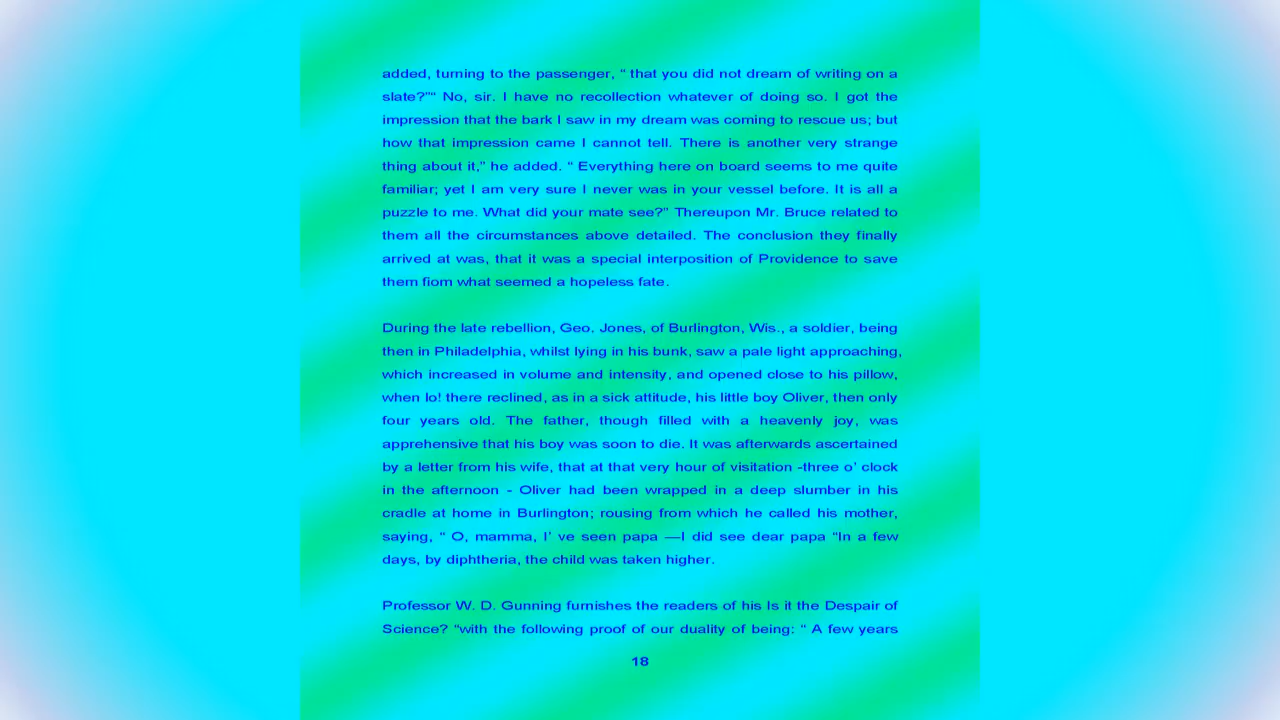 added, turning to the passenger, “ that you did not dream of writing on a
slate?”“ No, sir. I have no recollection whatever of doing so. I got the
impression that the bark I saw in my dream was coming to rescue us; but
how that impression came I cannot tell. There is another very strange
thing about it,” he added. “ Everything here on board seems to me quite
familiar; yet I am very sure I never was in your vessel before. It is all a
puzzle to me. What did your mate see?” Thereupon Mr. Bruce related to
them all the circumstances above detailed. The conclusion they finally
arrived at was, that it was a special interposition of Providence to save
them fiom what seemed a hopeless fate.
During the late rebellion, Geo. Jones, of Burlington, Wis., a soldier, being
then in Philadelphia, whilst lying in his bunk, saw a pale light approaching,
which increased in volume and intensity, and opened close to his pillow,
when lo! there reclined, as in a sick attitude, his little boy Oliver, then only
four years old. The father, though filled with a heavenly joy, was
apprehensive that his boy was soon to die. It was afterwards ascertained
by a letter from his wife, that at that very hour of visitation -three o’ clock
in the afternoon - Oliver had been wrapped in a deep slumber in his
cradle at home in Burlington; rousing from which he called his mother,
saying, “ O, mamma, I’ ve seen papa —I did see dear papa “In a few
days, by diphtheria, the child was taken higher.
Professor W. D. Gunning furnishes the readers of his Is it the Despair of
Science? “with the following proof of our duality of being: “ A few years
18